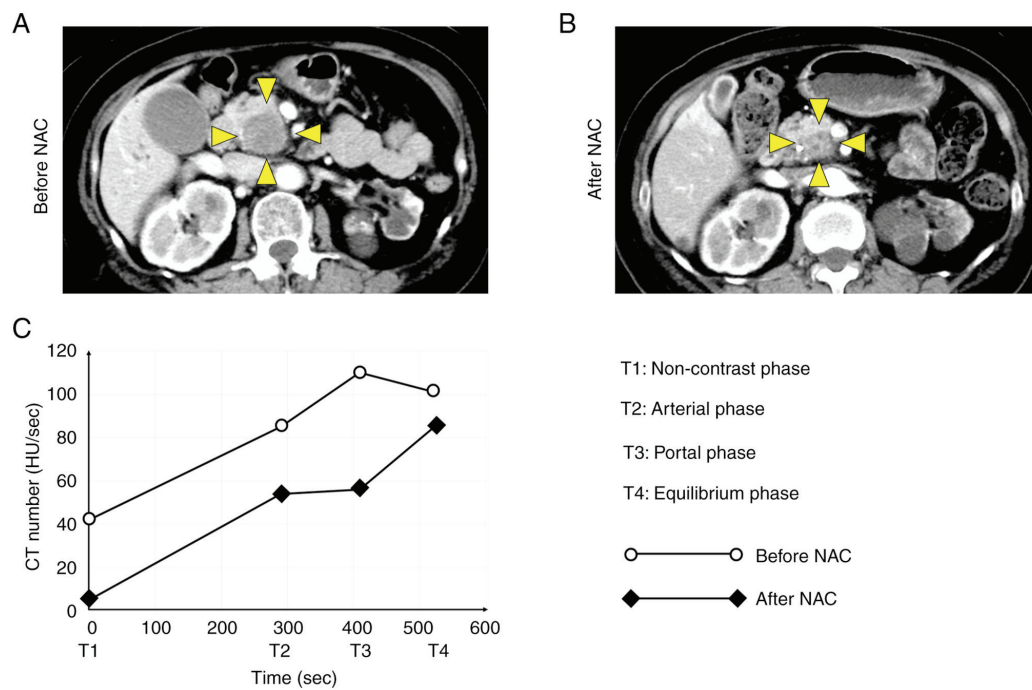 A
B
Before NAC
After NAC
C
120
100
80
60
40
20
0
CT number (HU/sec)
0 100 200 300 400 500 600
T1 T2 T3 T4
Time (sec)
T1: Non-contrast phase
T2: Arterial phase
T3: Portal phase
T4: Equilibrium phase
Before NAC
After NAC